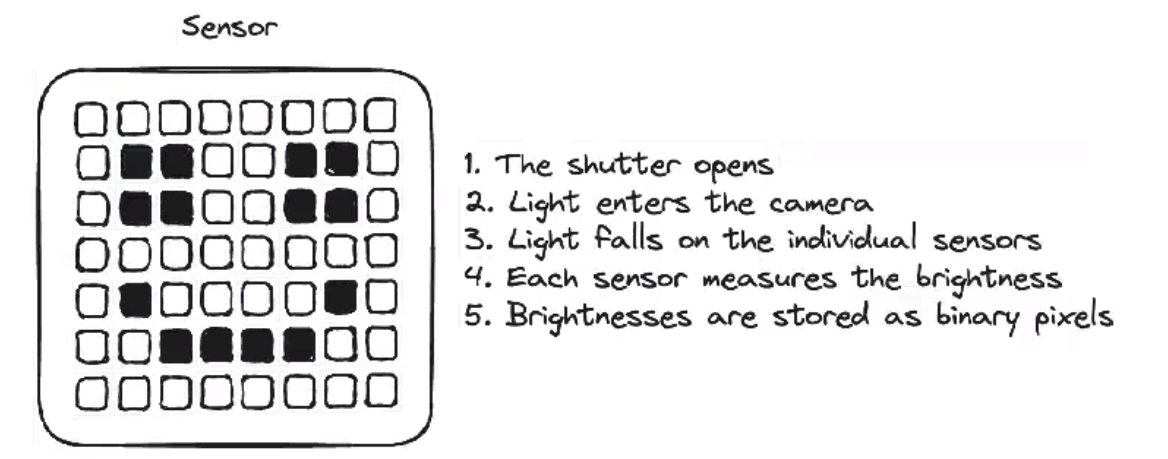 Sensor
1. The shutter opens
2. Light enters the camera
3. Light falls on the individual sensors
4. Each sensor measures the brightness
5. Brightnesses are stored as binary pixels